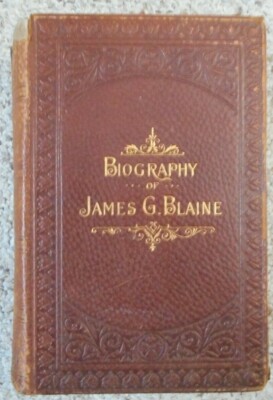 BIOGRAPHY
OF
JAMES G. BLAINE